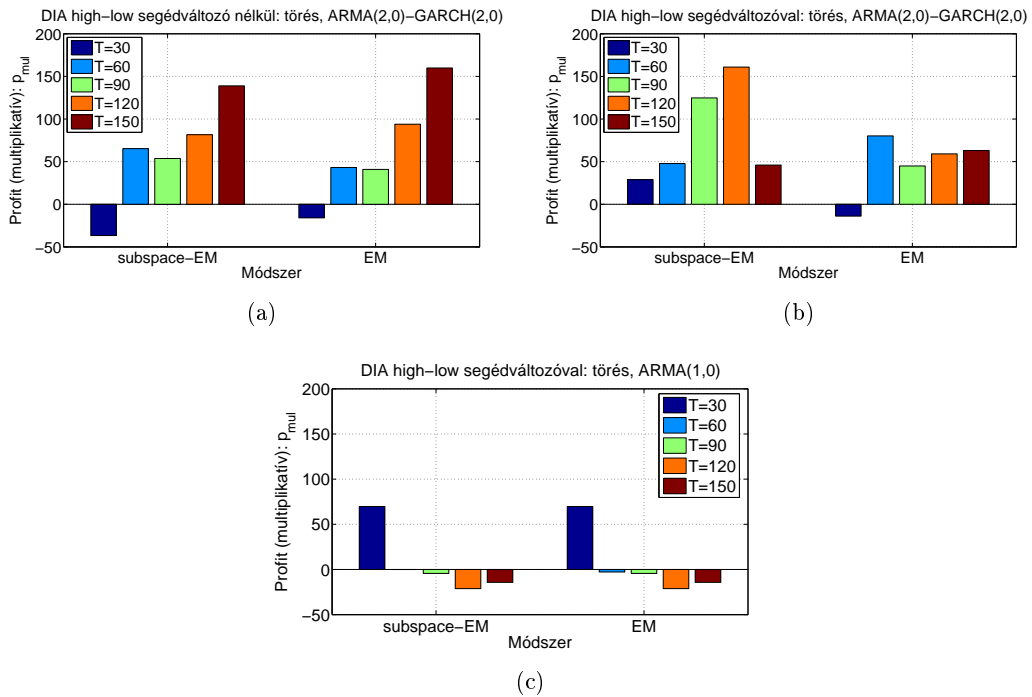 DIA high−low segédváltozó nélkül: törés, ARMA(2,0)−GARCH(2,0)
200
150
100
50
0
−50
Profit (multiplikatív): p_mul
T=30
T=60
T=90
T=120
T=150
subspace−EM
EM
Módszer
(a)
DIA high−low segédváltozóval: törés, ARMA(2,0)−GARCH(2,0)
200
150
100
50
0
−50
Profit (multiplikatív): p_mul
T=30
T=60
T=90
T=120
T=150
subspace−EM
EM
Módszer
(b)
DIA high−low segédváltozóval: törés, ARMA(1,0)
200
150
100
50
0
−50
Profit (multiplikatív): p_mul
T=30
T=60
T=90
T=120
T=150
subspace−EM
EM
Módszer
(c)